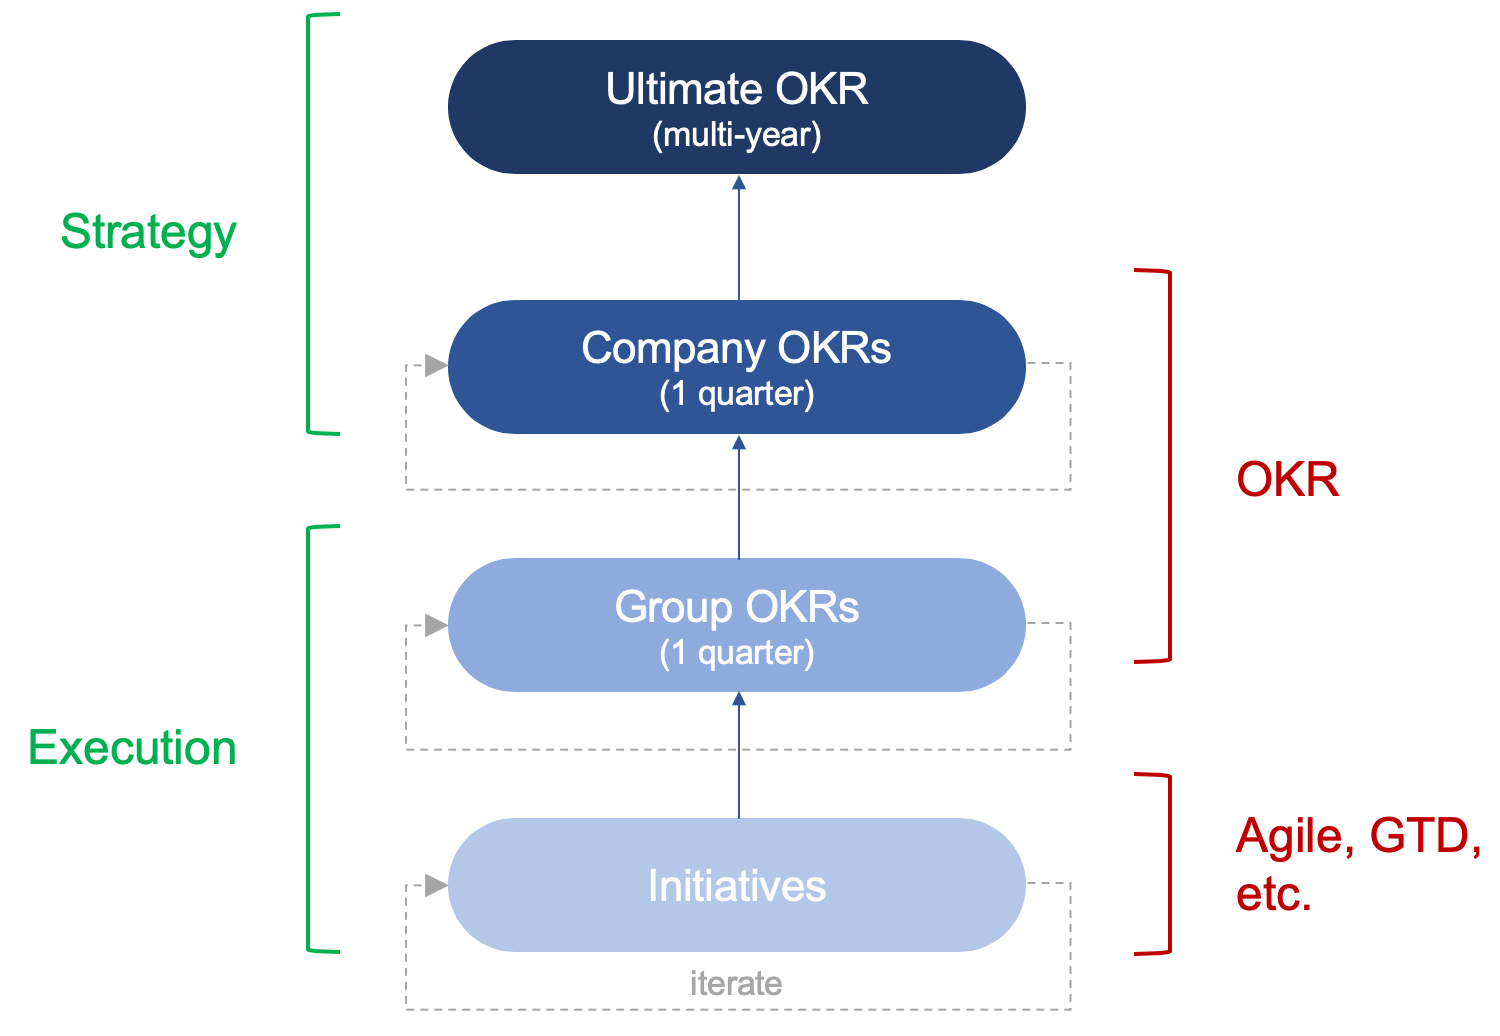 Ultimate OKR
(multi-year)
Strategy
Company OKRs
(1 quarter)
OKR
Group OKRs
(1 quarter)
Execution
Agile, GTD,
etc.
Initiatives
iterate